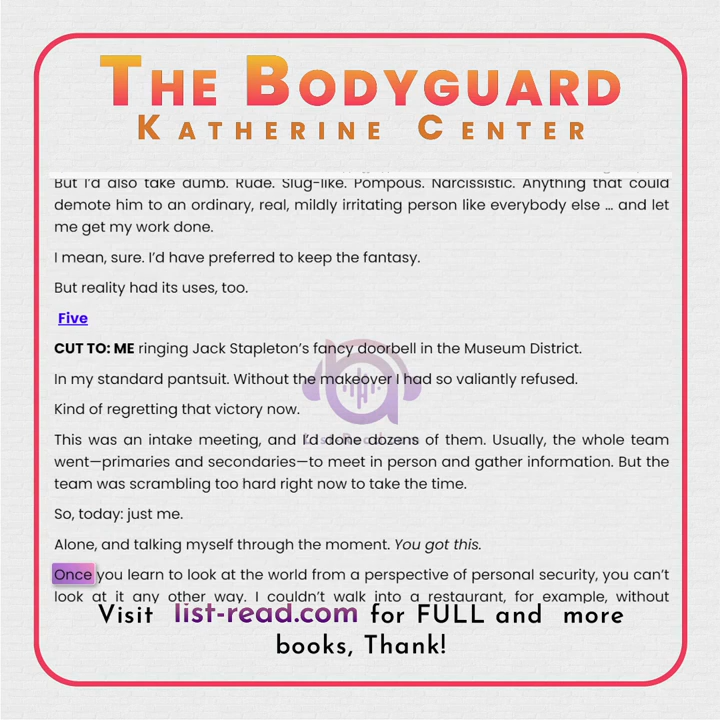 THE BODYGUARD
KATHERINE CENTER
But I'd also take dumb. Rude. Slug-like. Pompous. Narcissistic. Anything that could
demote him to an ordinary, real, mildly irritating person like everybody else … and let
me get my work done.
I mean, sure. I'd have preferred to keep the fantasy.
But reality had its uses, too.
Five
CUT TO: ME ringing Jack Stapleton's fancy doorbell in the Museum District.
In my standard pantsuit. Without the makeover I had so valiantly refused.
Kind of regretting that victory now.
This was an intake meeting, and I'd done dozens of them. Usually, the whole team
went—primaries and secondaries—to meet in person and gather information. But the
team was scrambling too hard right now to take the time.
So, today: just me.
Alone, and talking myself through the moment. You got this.
Once you learn to look at the world from a perspective of personal security, you can't
look at it any other way. I couldn't walk into a restaurant, for example, without
Visit list-read.com for FULL and more
books, Thank!